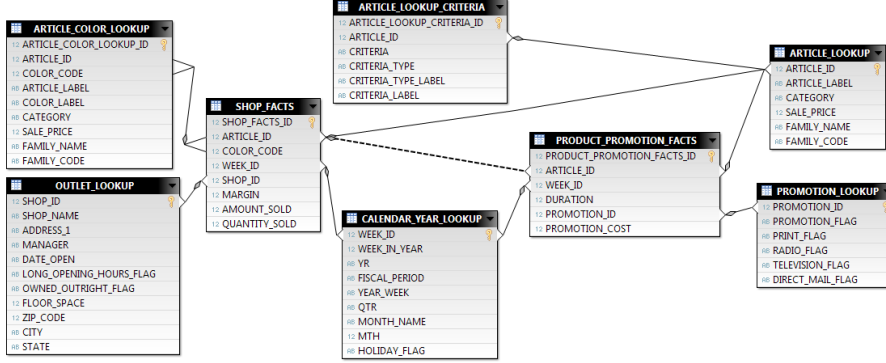 ARTICLE_COLOR_LOOKUP
12 ARTICLE_COLOR_LOOKUP_ID
12 ARTICLE_ID
12 COLOR_CODE
AB ARTICLE_LABEL
AB COLOR_LABEL
AB CATEGORY
12 SALE_PRICE
AB FAMILY_NAME
AB FAMILY_CODE
OUTLET_LOOKUP
12 SHOP_ID
AB SHOP_NAME
AB ADDRESS_1
AB MANAGER
AB DATE_OPEN
AB LONG_OPENING_HOURS_FLAG
AB OWNED_OUTRIGHT_FLAG
12 FLOOR_SPACE
12 ZIP_CODE
AB CITY
AB STATE
SHOP_FACTS
12 SHOP_FACTS_ID
12 ARTICLE_ID
12 COLOR_CODE
12 WEEK_ID
12 SHOP_ID
12 MARGIN
12 AMOUNT_SOLD
12 QUANTITY_SOLD
ARTICLE_LOOKUP_CRITERIA
12 ARTICLE_LOOKUP_CRITERIA_ID
12 ARTICLE_ID
AB CRITERIA
AB CRITERIA_TYPE
AB CRITERIA_TYPE_LABEL
AB CRITERIA_LABEL
CALENDAR_YEAR_LOOKUP
12 WEEK_ID
12 WEEK_IN_YEAR
AB YR
AB FISCAL_PERIOD
AB YEAR_WEEK
AB QTR
AB MONTH_NAME
12 MTH
AB HOLIDAY_FLAG
PRODUCT_PROMOTION_FACTS
12 PRODUCT_PROMOTION_FACTS_ID
12 ARTICLE_ID
12 WEEK_ID
12 DURATION
12 PROMOTION_ID
12 PROMOTION_COST
ARTICLE_LOOKUP
12 ARTICLE_ID
AB ARTICLE_LABEL
AB CATEGORY
12 SALE_PRICE
AB FAMILY_NAME
AB FAMILY_CODE
PROMOTION_LOOKUP
12 PROMOTION_ID
AB PROMOTION_FLAG
AB PRINT_FLAG
AB RADIO_FLAG
AB TELEVISION_FLAG
AB DIRECT_MAIL_FLAG